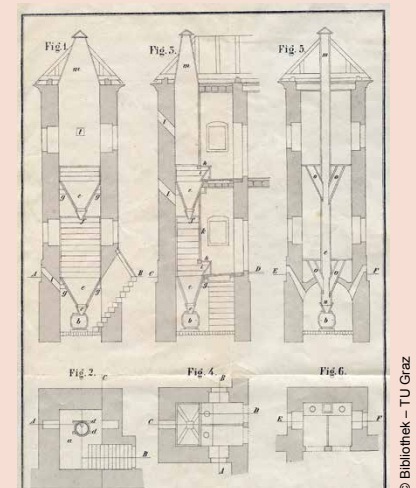 Fig.1.
Fig.3.
Fig.5.
m
m
m
l
l
l
h
i
e
g
g
f
c
o
o
k
h
i
e
A
B
C
D
E
F
g
g
c
c
g
o
o
n
b
b
b
Fig. 2.
Fig. 4
Fig. 6.
C
B
A
d
d
a
B
C
D
A
E
F
© Bibliothek – TU Graz